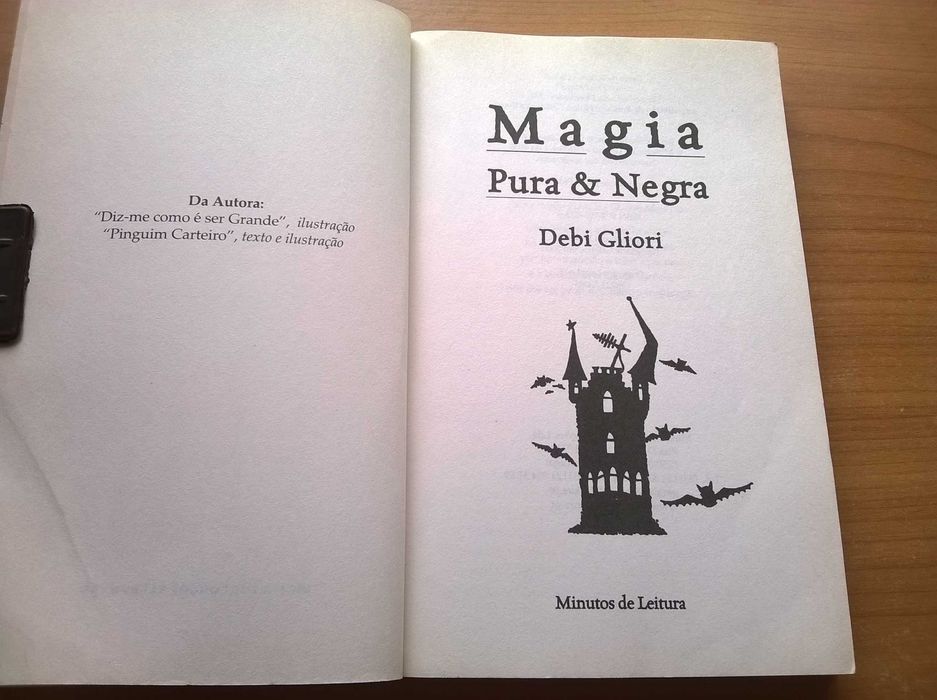 Da Autora:
“Diz-me como é ser Grande”, ilustração
“Pinguim Carteiro”, texto e ilustração
Magia
Pura & Negra
Debi Gliori
Minutos de Leitura